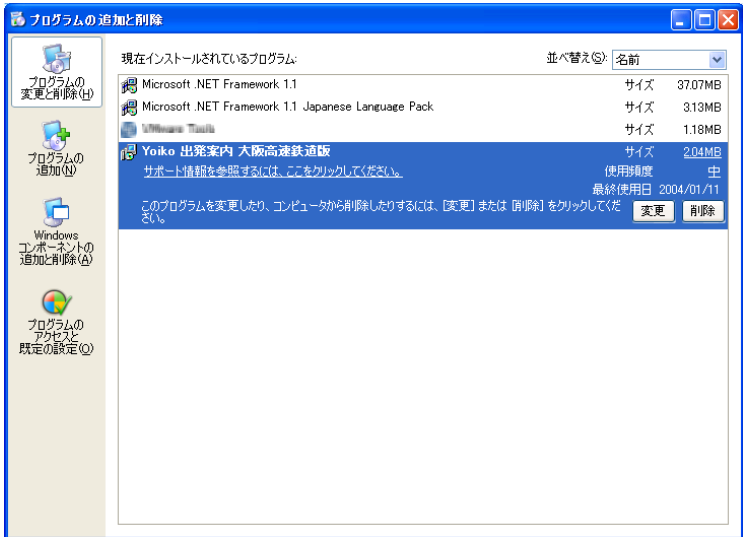 プログラムの追加と削除
プログラムの
変更と削除(H)
プログラムの
追加(N)
Windows
コンポーネントの
追加と削除(A)
プログラムの
アクセスと
既定の設定(O)
現在インストールされているプログラム:
並べ替え(S): 名前
Microsoft .NET Framework 1.1 サイズ 37.07MB
Microsoft .NET Framework 1.1 Japanese Language Pack サイズ 3.13MB
サイズ 1.18MB
Yoiko 出発案内 大阪高速鉄道版 サイズ 2.04MB
サポート情報を参照するには、ここをクリックしてください。 使用頻度 中
最終使用日 2004/01/11
このプログラムを変更したり、コンピュータから削除したりするには、[変更] または [削除] をクリックしてくだ
さい。
変更 削除